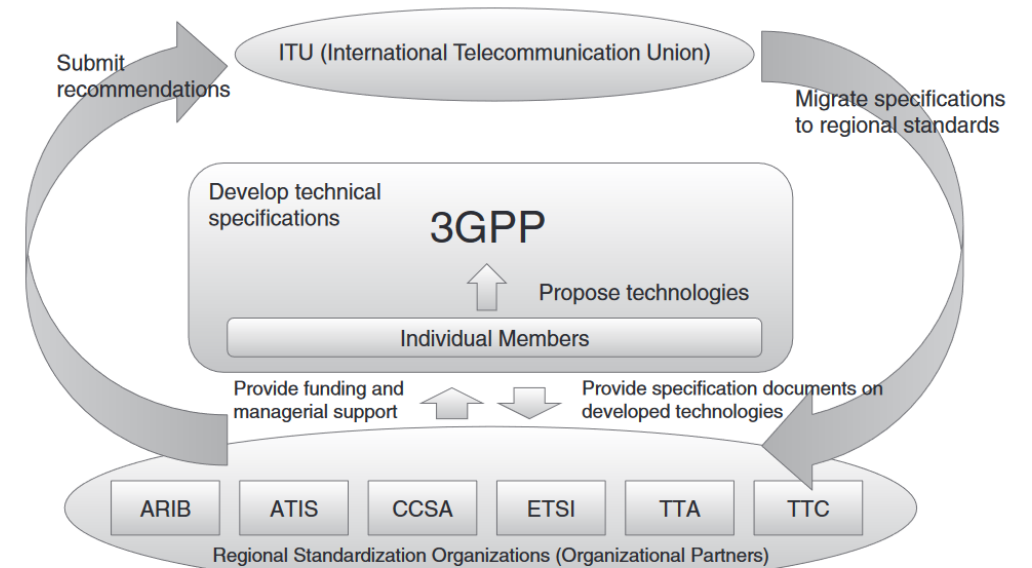 ITU (International Telecommunication Union)
Submit
recommendations
Migrate specifications
to regional standards
Develop technical
specifications
3GPP
Propose technologies
Individual Members
Provide funding and
managerial support
Provide specification documents on
developed technologies
ARIB
ATIS
CCSA
ETSI
TTA
TTC
Regional Standardization Organizations (Organizational Partners)